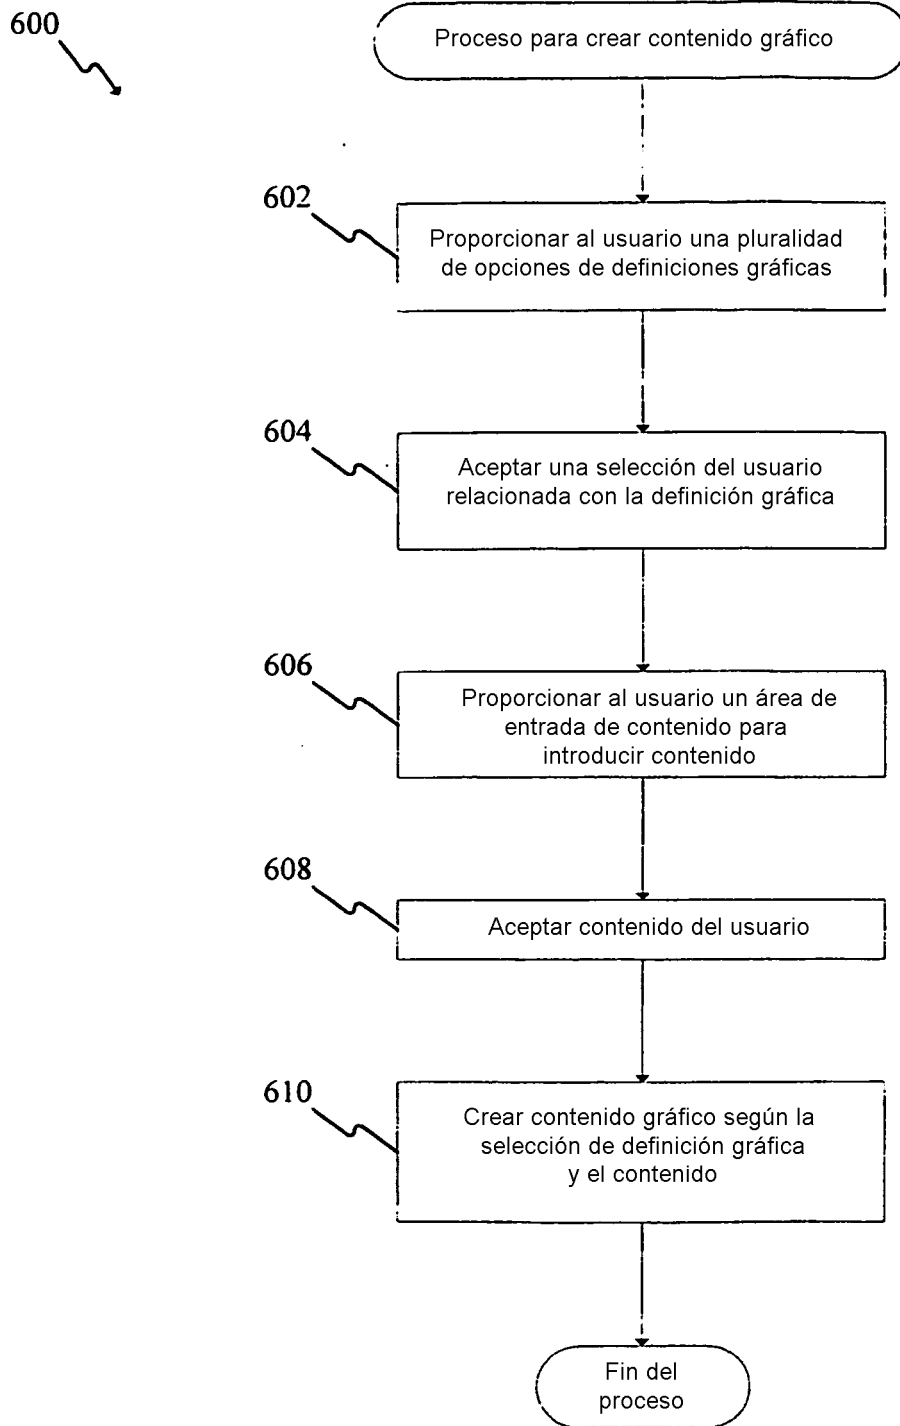 600
Proceso para crear contenido gráfico
602
Proporcionar al usuario una pluralidad
de opciones de definiciones gráficas
604
Aceptar una selección del usuario
relacionada con la definición gráfica
606
Proporcionar al usuario un área de
entrada de contenido para
introducir contenido
608
Aceptar contenido del usuario
610
Crear contenido gráfico según la
selección de definición gráfica
y el contenido
Fin del
proceso